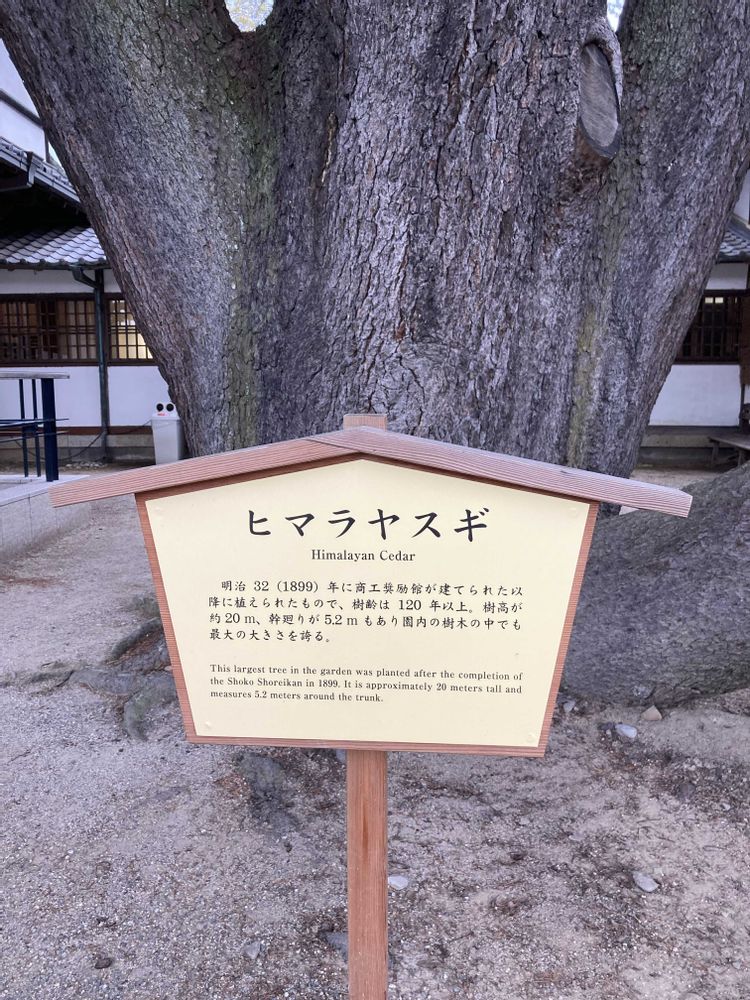 ヒマラヤスギ
Himalayan Cedar
明治 32（1899）年に商工奨励館が建てられた以
降に植えられたもので、樹齢は 120 年以上。樹高が
約 20 m、幹廻りが 5.2 m もあり園内の樹木の中でも
最大の大きさを誇る。
This largest tree in the garden was planted after the completion of
the Shoko Shoreikan in 1899. It is approximately 20 meters tall and
measures 5.2 meters around the trunk.